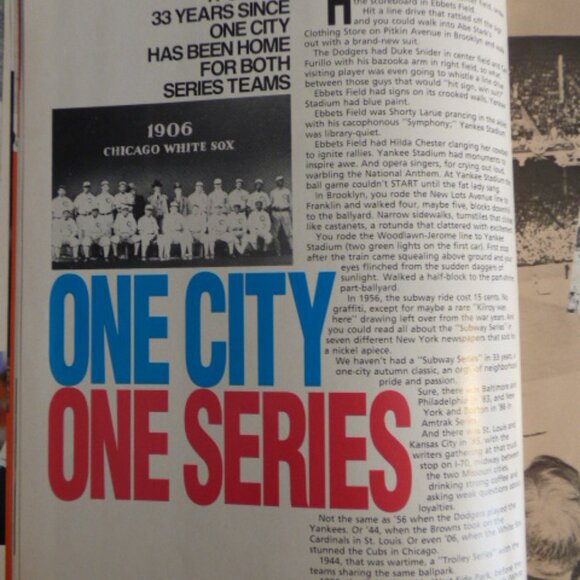 33 YEARS SINCE
ONE CITY
HAS BEEN HOME
FOR BOTH
SERIES TEAMS
1906
CHICAGO WHITE SOX
ONE CITY
ONE SERIES
the scoreboard in Ebbets Field.
Hit a line drive that rattled off the sign
and you could walk into Abe Stark's
Clothing Store on Pitkin Avenue in Brooklyn and walk
out with a brand-new suit.
The Dodgers had Duke Snider in center field and Carl
Furillo with his bazooka arm in right field, so what
visiting player was even going to whistle a line drive
between those guys that would "hit sign, win suit"?
Ebbets Field had signs on its crooked walls. Yankee
Stadium had blue paint.
Ebbets Field was Shorty Larue prancing in the aisles
with his cacophonous "Symphony;" Yankee Stadium
was library-quiet.
Ebbets Field had Hilda Chester clanging her cowbell
to ignite rallies. Yankee Stadium had monuments to
inspire awe. And opera singers, for crying out loud,
warbling the National Anthem. At Yankee Stadium the
ball game couldn't START until the fat lady sang.
In Brooklyn, you rode the New Lots Avenue line to
Franklin and walked four, maybe five, blocks down
to the ballyard. Narrow sidewalks, turnstiles that click
like castanets, a rotunda that clattered with excitement.
You rode the Woodlawn-Jerome line to Yankee
Stadium (two green lights on the first car). First stop
after the train came squealing above ground and your
eyes flinched from the sudden daggers of
sunlight. Walked a half-block to the part-shrine,
part-ballyard.
In 1956, the subway ride cost 15 cents. No
graffiti, except for maybe a rare "Kilroy was
here" drawing left over from the war years. And
you could read all about the "Subway Series" in
seven different New York newspapers that sold for
a nickel apiece.
We haven't had a "Subway Series" in 33 years, a
one-city autumn classic, an orgy of neighborhood
pride and passion.
Sure, there was Baltimore and
Philadelphia in '83, and New
York and Boston in '86 in
Amtrak Series.
And there was St. Louis and
Kansas City in '85, with the
writers gathering at that truck
stop on I-70, midway between
the two Missouri cities,
drinking strong coffee and
asking weak questions about
loyalties.
Not the same as '56 when the Dodgers played the
Yankees. Or '44, when the Browns took on the
Cardinals in St. Louis. Or even '06, when the White Sox
stunned the Cubs in Chicago.
1944, that was wartime, a "Trolley Series" with the
teams sharing the same ballpark.